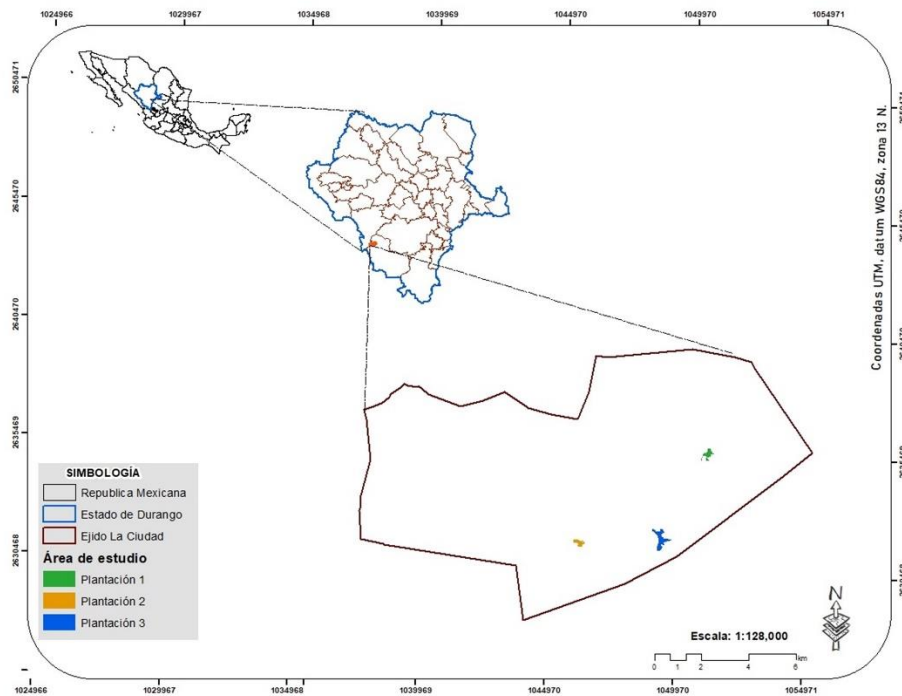 1024966 1029967 1034968 1039969 1044970 1049970 1054971
2650471
2645470
2640470
2635469
2630468
Coordenadas UTM, datum WGS84, zona 13 N.
SIMBOLOGÍA
Republica Mexicana
Estado de Durango
Ejido La Ciudad
Área de estudio
Plantación 1
Plantación 2
Plantación 3
N
Escala: 1:128,000
0 1 2 4 6
km
1024966 1029967 1034968 1039969 1044970 1049970 1054971